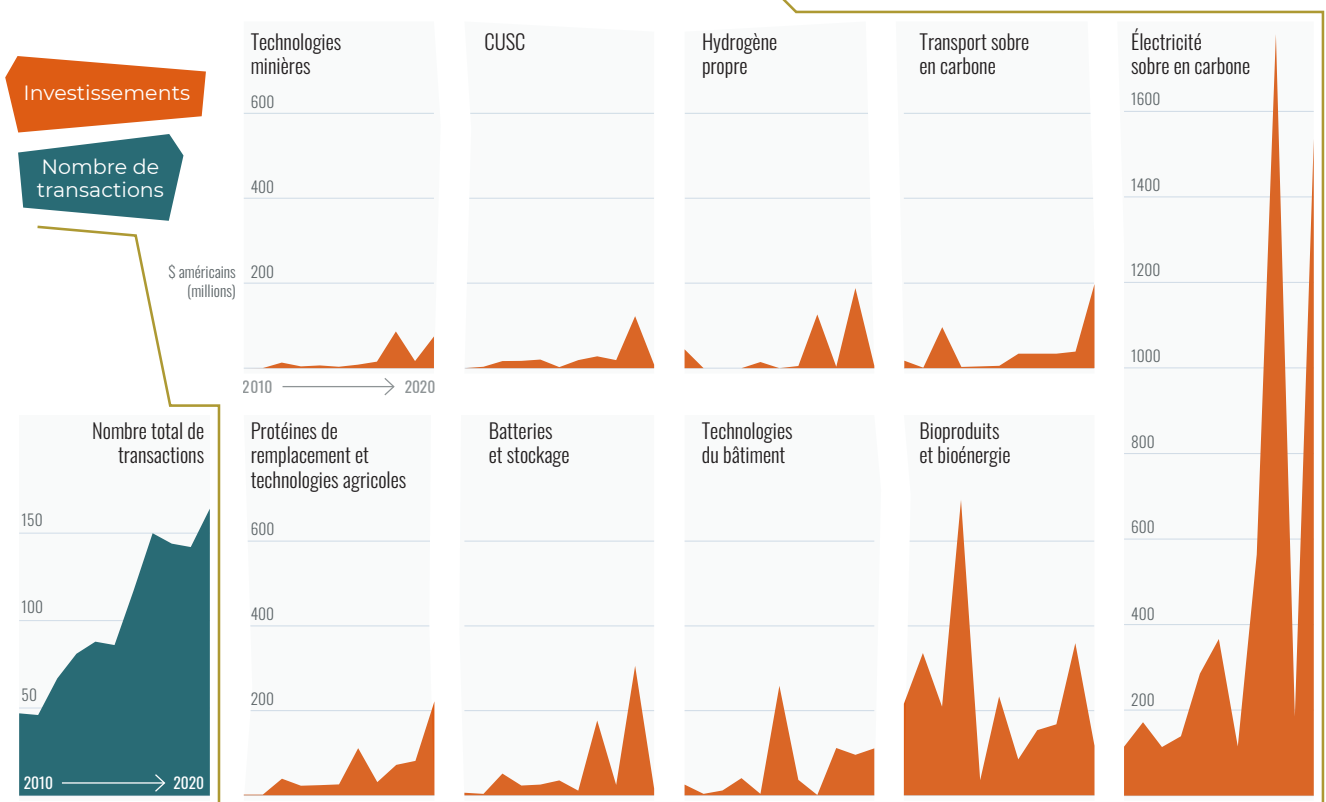 Investissements
Nombre de
transactions
$ américains
(millions)
Technologies
minières
600
400
200
2010
2020
CUSC
Hydrogène
propre
Transport sobre
en carbone
Électricité
sobre en carbone
1600
1400
1200
1000
800
600
400
200
Nombre total de
transactions
150
100
50
2010
2020
Protéines de
remplacement et
technologies agricoles
600
400
200
Batteries
et stockage
Technologies
du bâtiment
Bioproduits
et bioénergie